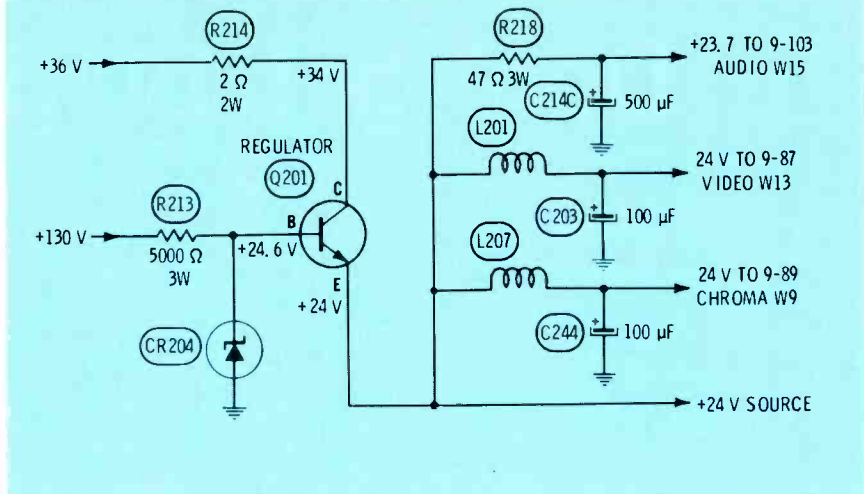 R214
+36 V
2 Ω
2W
+34 V
REGULATOR
Q201
C
B
E
R213
+130 V
5000 Ω
3W
+24.6 V
+24 V
CR204
R218
47 Ω 3W
+23.7 TO 9-103
AUDIO W15
C214C
+
500 µF
L201
24 V TO 9-87
VIDEO W13
C203
+
100 µF
L207
24 V TO 9-89
CHROMA W9
C244
+
100 µF
+24 V SOURCE